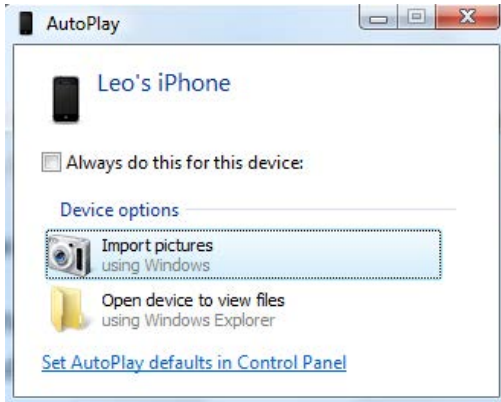 AutoPlay
Leo's iPhone
Always do this for this device:
Device options
Import pictures
using Windows
Open device to view files
using Windows Explorer
Set AutoPlay defaults in Control Panel